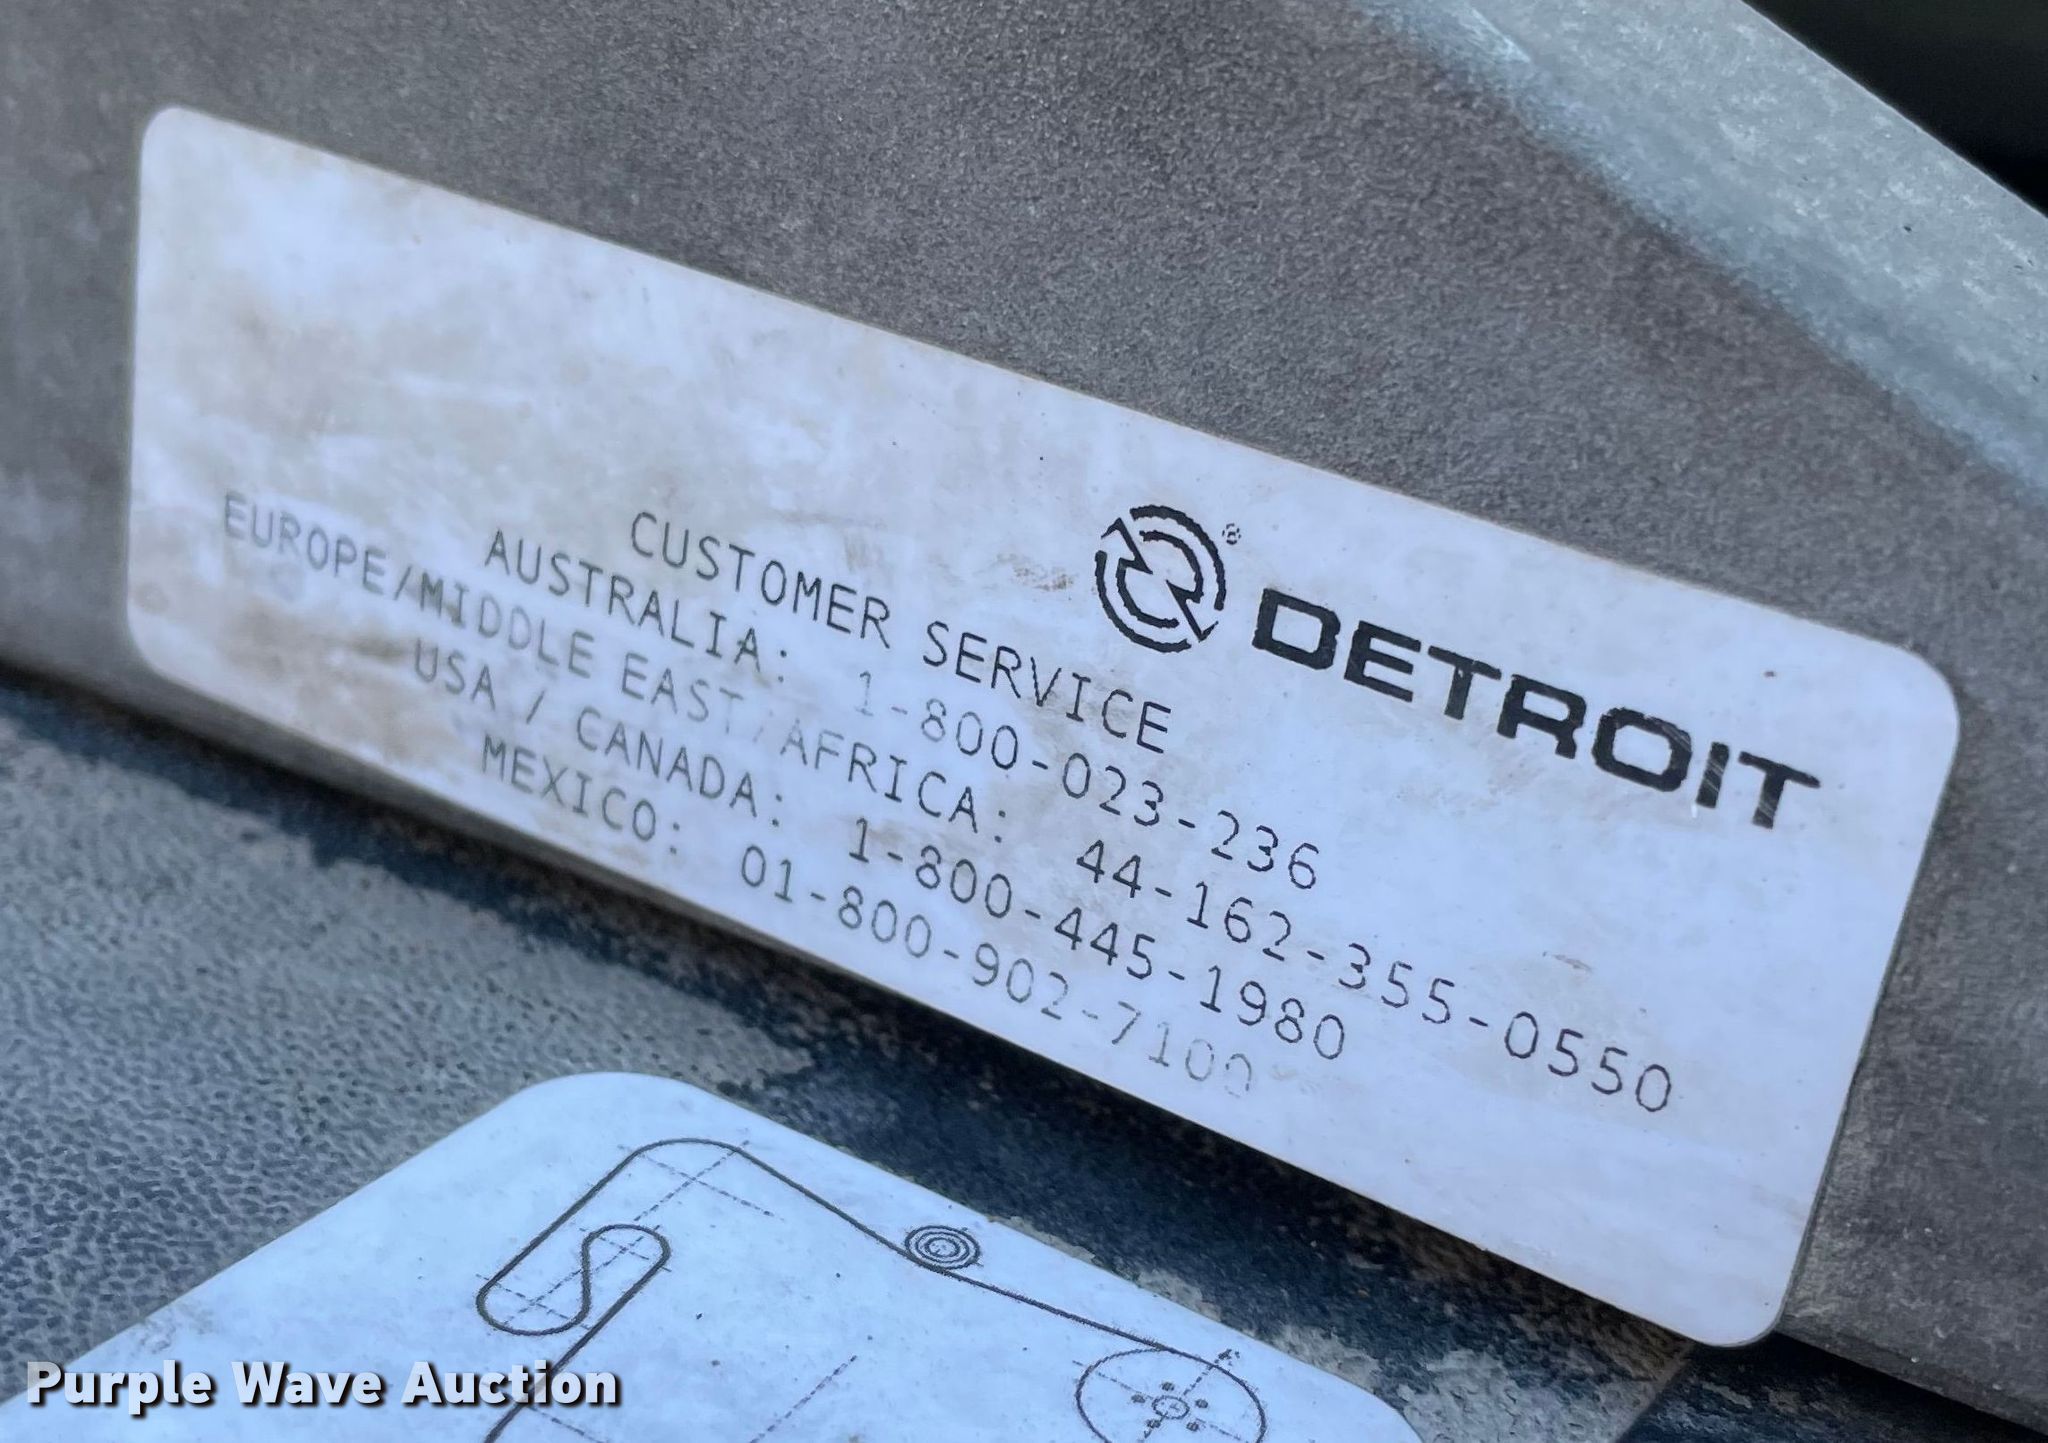 ® DETROIT
CUSTOMER SERVICE
AUSTRALIA: 1-800-023-236
EUROPE/MIDDLE EAST/AFRICA: 44-162-355-0550
USA / CANADA: 1-800-445-1980
MEXICO: 01-800-902-7100
Purple Wave Auction